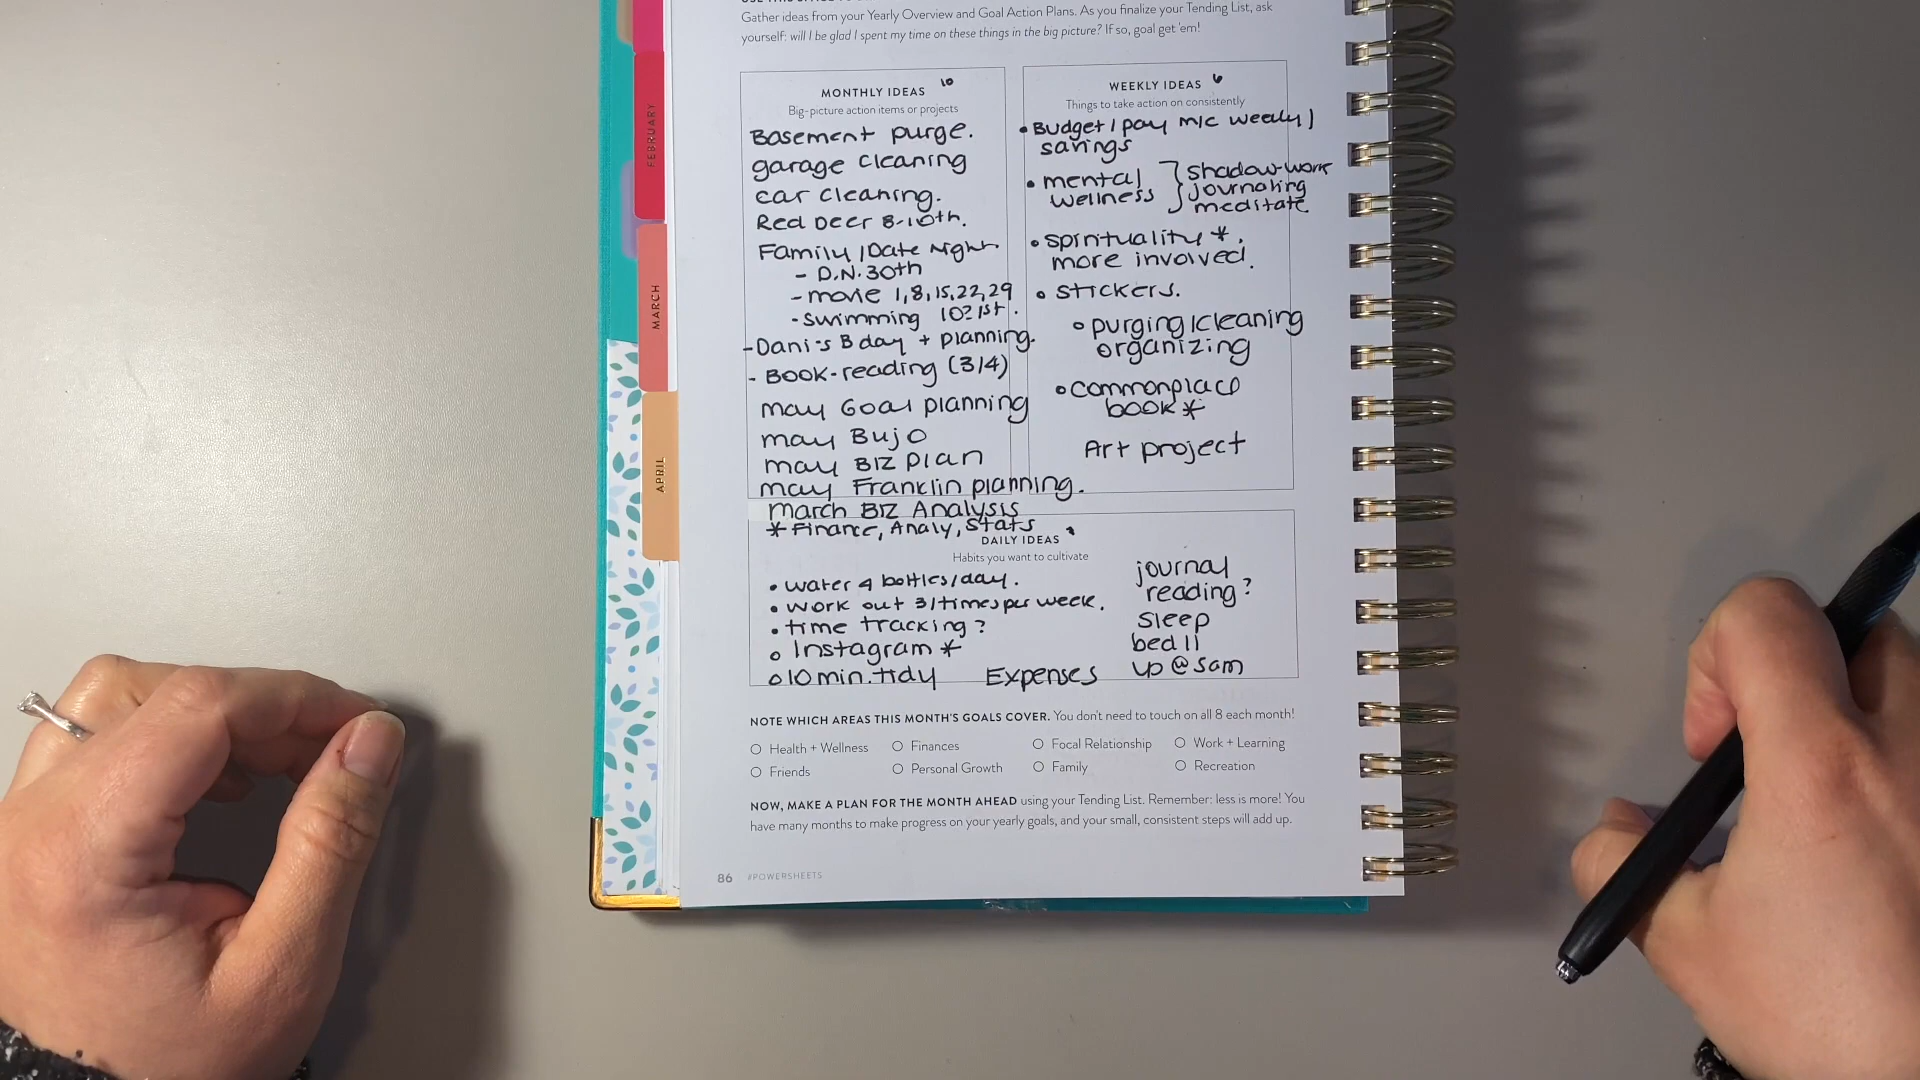 Gather ideas from your Yearly Overview and Goal Action Plans. As you finalize your Tending List, ask
yourself: will I be glad I spent my time on these things in the big picture? If so, goal get 'em!
FEBRUARY
MARCH
APRIL
MONTHLY IDEAS 10
Big-picture action items or projects
Basement purge.
garage cleaning
car cleaning.
Red Deer 8-10th.
Family/Date Night
- D.N. 30th
- movie 1,8,15,22,29
- swimming 10? 1st.
- Dani's B day + planning.
- Book-reading (3/4)
may Goal planning
may Bujo
may BIZ plan
may Franklin planning.
march BIZ Analysis
* Finance, Analy, Stats
WEEKLY IDEAS 6
Things to take action on consistently
• Budget/pay m/c weekly/
savings
• mental
wellness
shadow-work
journaling
meditate
• spirituality *.
more involved.
• stickers.
• purging/cleaning
organizing
• commonplace
book *
Art project
DAILY IDEAS
Habits you want to cultivate
• water 4 bottles/day.
• work out 3/times per week.
• time tracking?
• Instagram *
• 10 min. tidy
Expenses
journal
reading?
sleep
bed 11
up @ 5am
NOTE WHICH AREAS THIS MONTH'S GOALS COVER. You don't need to touch on all 8 each month!
Health + Wellness Finances Focal Relationship Work + Learning
Friends Personal Growth Family Recreation
NOW, MAKE A PLAN FOR THE MONTH AHEAD using your Tending List. Remember: less is more! You
have many months to make progress on your yearly goals, and your small, consistent steps will add up.
86 #POWERSHEETS